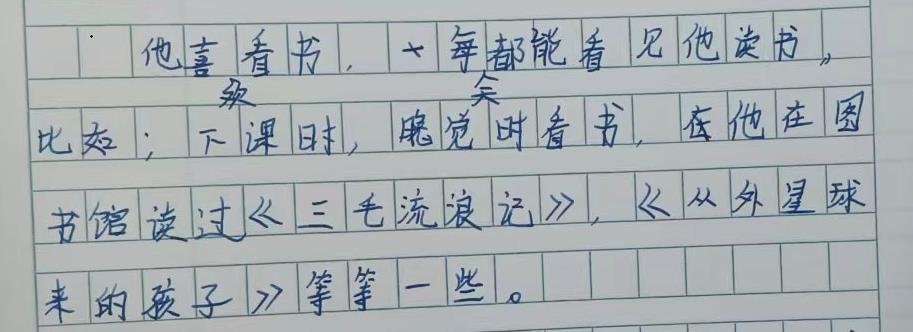 他喜欢看书，每天都能看见他读书，
比如；下课时，睡觉时看书，在他在图
书馆读过《三毛流浪记》，《从外星球
来的孩子》等等一些。